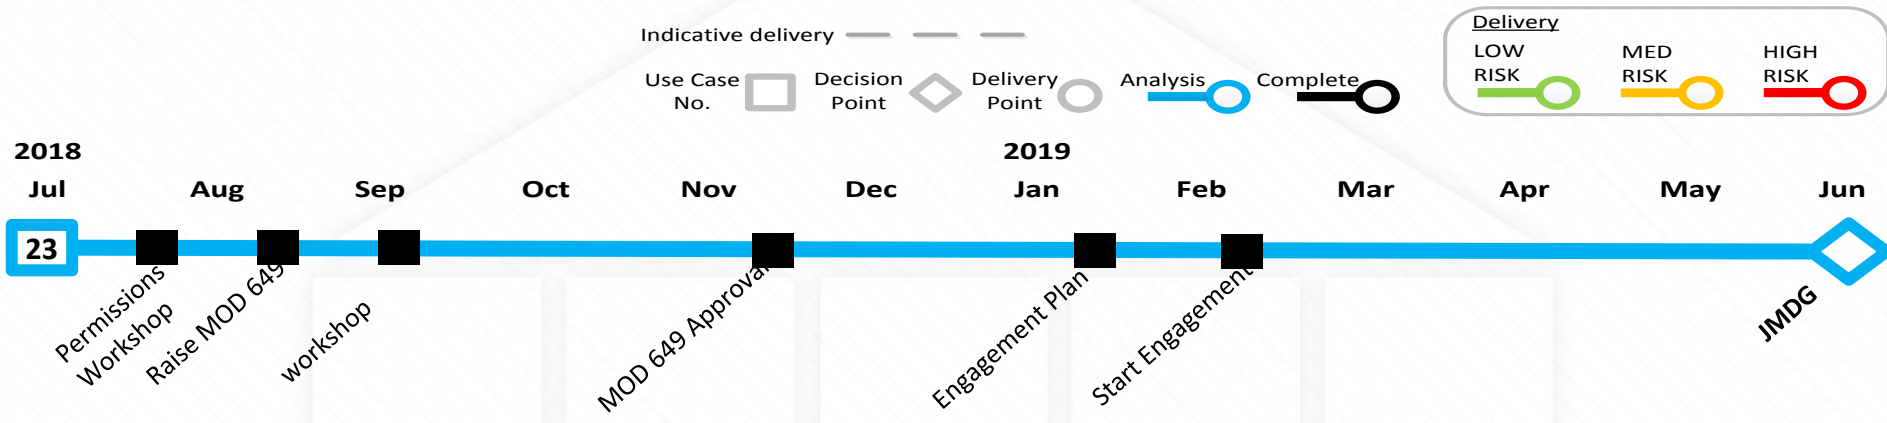 Indicative delivery
Use Case
No.
Decision
Point
Delivery
Point
Analysis
Complete
Delivery
LOW
RISK
MED
RISK
HIGH
RISK
2018
2019
Jul Aug Sep Oct Nov Dec Jan Feb Mar Apr May Jun
23
Permissions
Workshop
Raise MOD 649
workshop
MOD 649 Approval
Engagement Plan
Start Engagement
JMDG